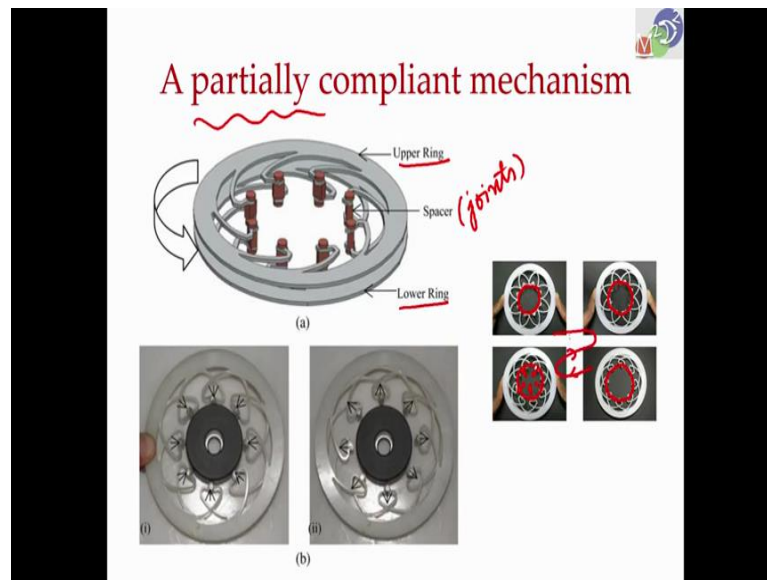 A partially compliant mechanism
Upper Ring
Spacer
(joints)
Lower Ring
(a)
(i)
(ii)
(b)